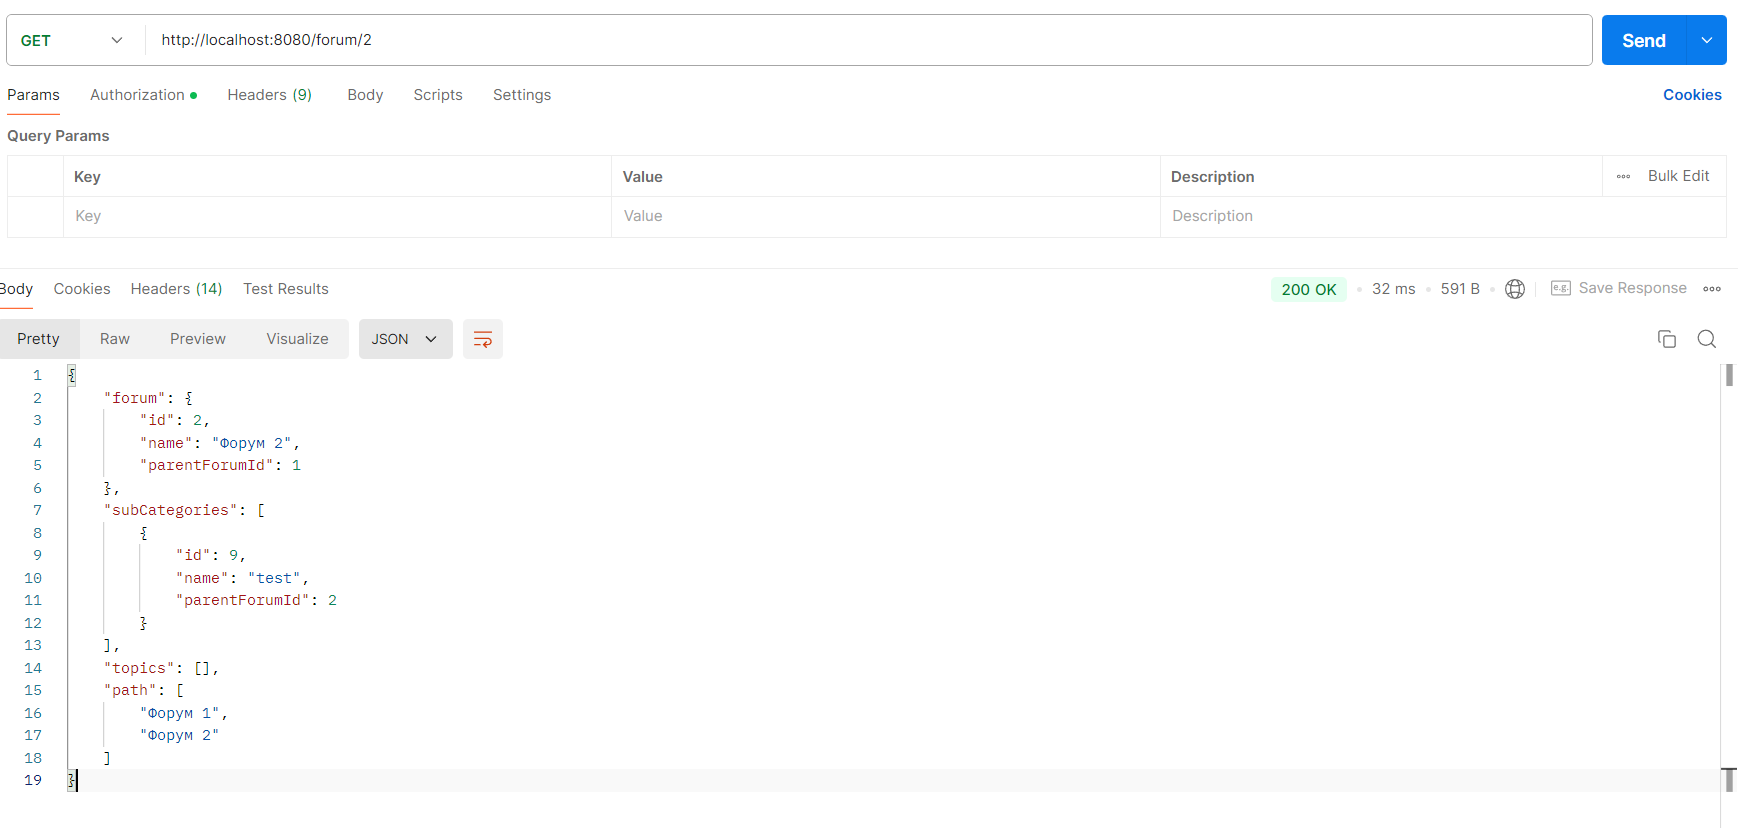 GET http://localhost:8080/forum/2 Send
Params Authorization Headers (9) Body Scripts Settings Cookies
Query Params
Key Value Description Bulk Edit
Key Value Description
Body Cookies Headers (14) Test Results 200 OK 32 ms 591 B e.g. Save Response
Pretty Raw Preview Visualize JSON
1 {
2 "forum": {
3 "id": 2,
4 "name": "Форум 2",
5 "parentForumId": 1
6 },
7 "subCategories": [
8 {
9 "id": 9,
10 "name": "test",
11 "parentForumId": 2
12 }
13 ],
14 "topics": [],
15 "path": [
16 "Форум 1",
17 "Форум 2"
18 ]
19 }